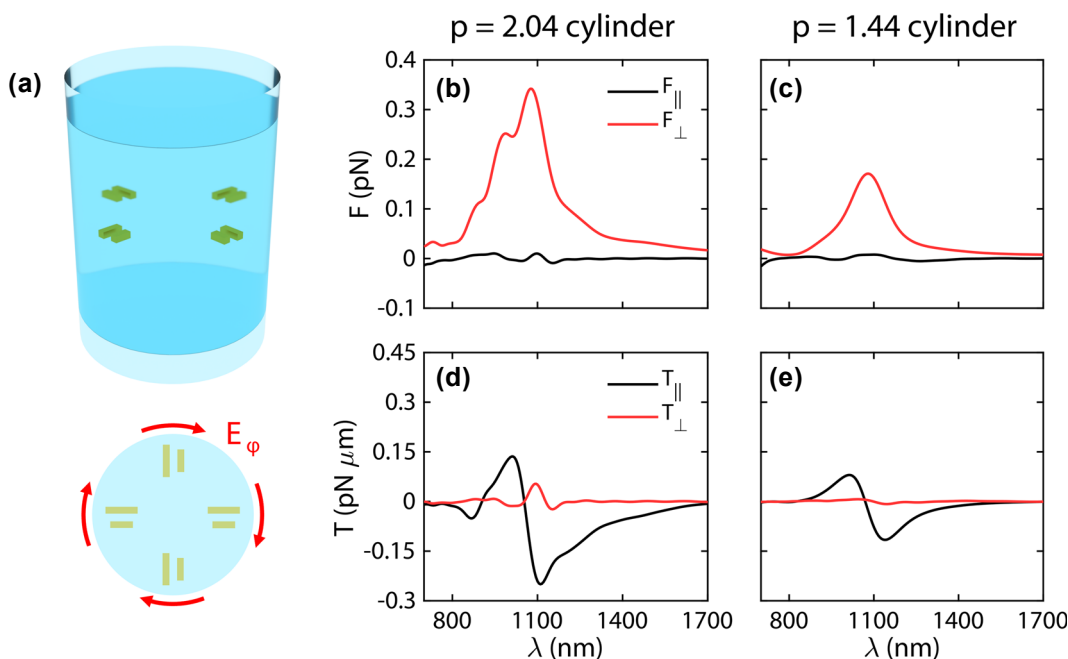 p = 2.04 cylinder
p = 1.44 cylinder
(a)
(b)
(c)
F∥
F⊥
0.4
0.3
0.2
0.1
0
-0.1
F (pN)
(d)
(e)
T∥
T⊥
0.45
0.3
0.15
0
-0.15
-0.3
T (pN μm)
800 1100 1400 1700
800 1100 1400 1700
λ (nm)
λ (nm)
Eφ